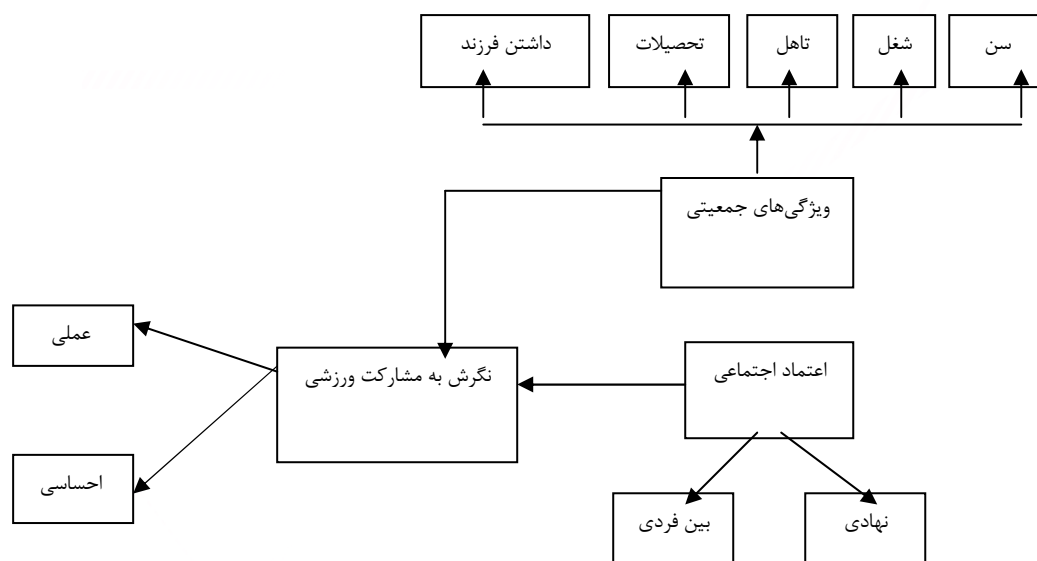 سن
شغل
تاهل
تحصیلات
داشتن فرزند
ویژگی‌های جمعیتی
اعتماد اجتماعی
نگرش به مشارکت ورزشی
عملی
احساسی
نهادی
بین فردی